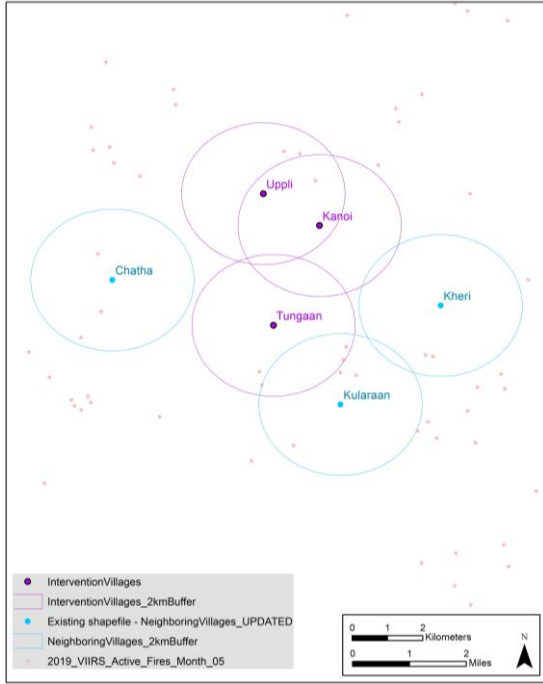 Uppli
Kanoi
Chatha
Kheri
Tungaan
Kularaan
InterventionVillages
InterventionVillages_2kmBuffer
Existing shapefile - NeighboringVillages_UPDATED
NeighboringVillages_2kmBuffer
2019_VIIRS_Active_Fires_Month_05
0 1 2
Kilometers
0 1 2
Miles
N